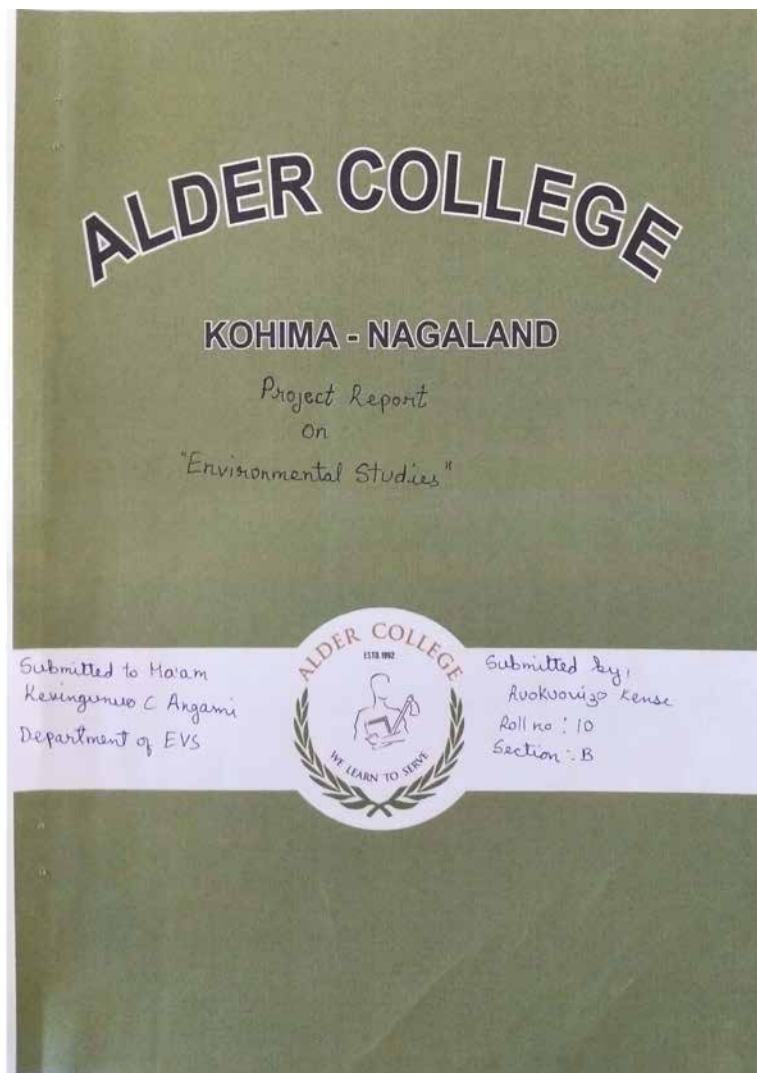 ALDER COLLEGE
KOHIMA - NAGALAND
Project Report
On
"Environmental Studies"
Submitted to Ma'am
Kevingunuo C Angami
Department of EVS
ALDER COLLEGE
ESTD. 1992
WE LEARN TO SERVE
Submitted by,
Kense
Roll no : 10
Section : B